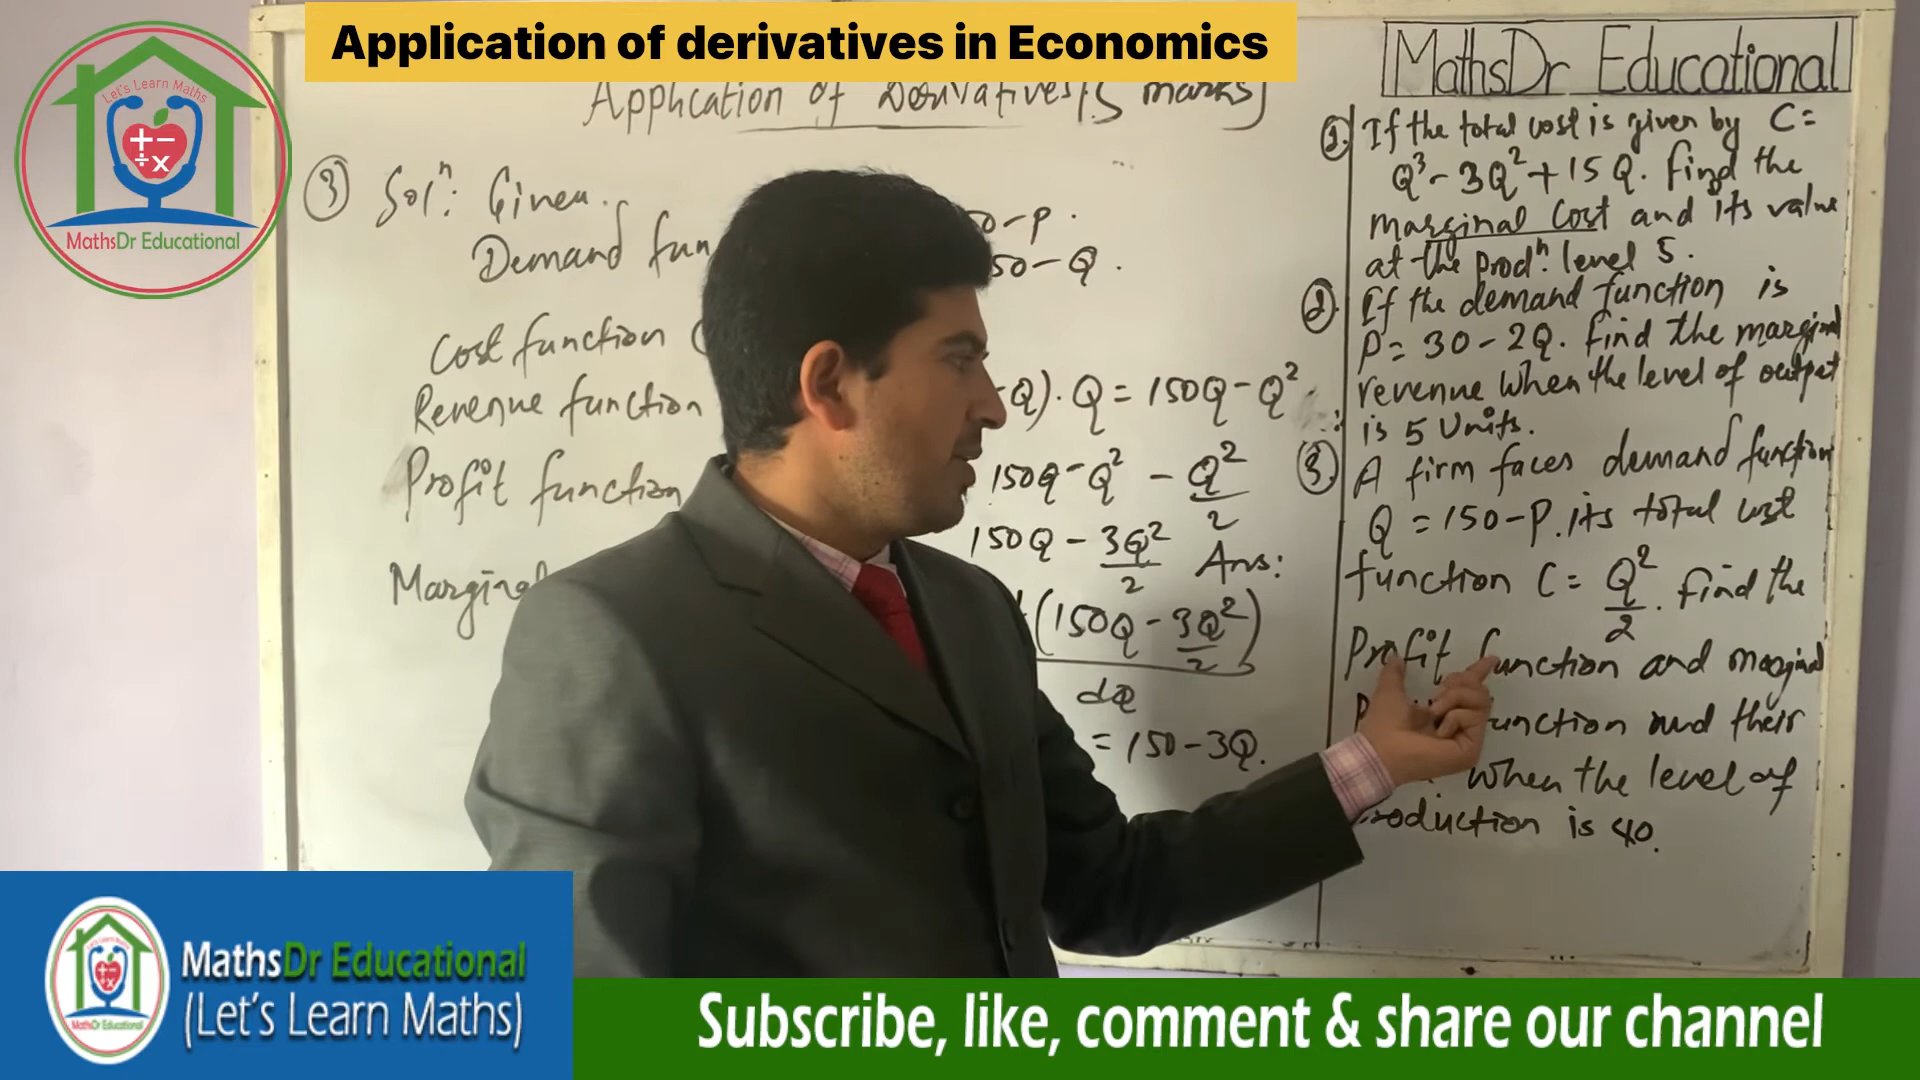 Application of derivatives in Economics
Let's Learn Maths
MathsDr Educational
Application of Derivatives [5 marks]
③ Solⁿ: Given.
Demand fun 0-P.
50-Q.
Cost function
Revenue function -Q).Q = 150Q-Q²
Profit function 150Q-Q² - Q²/2
150Q - 3Q²/2 Ans:
Marginal (150Q - 3Q²/2)
dQ
= 150-3Q.
MathsDr Educational
1. If the total cost is given by C=
Q³-3Q²+15Q. Find the
marginal cost and its value
at the prodⁿ. level 5.
2. If the demand function is
P= 30-2Q. Find the marginal
revenue when the level of output
is 5 units.
3. A firm faces demand function
Q = 150-P. its total cost
function C = Q²/2. Find the
Profit function and marginal
function and their
when the level of
production is 40.
MathsDr Educational
(Let's Learn Maths)
Subscribe, like, comment & share our channel